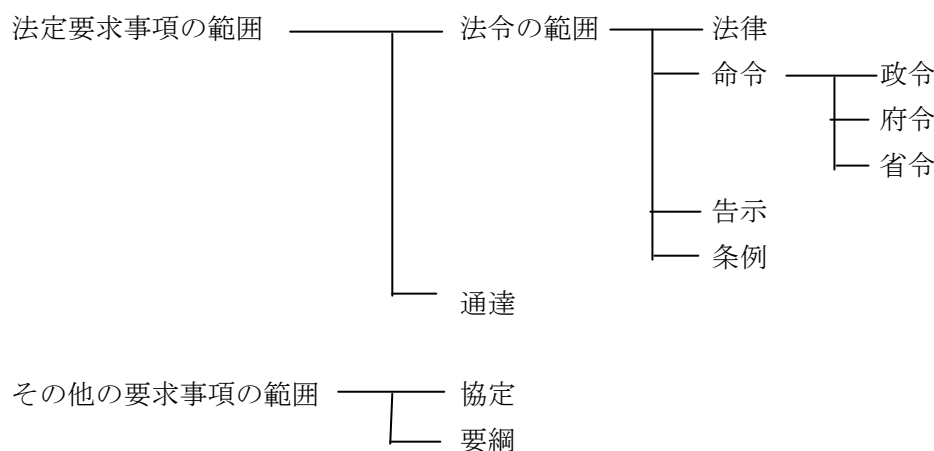 法定要求事項の範囲 法令の範囲 法律
命令 政令
府令
省令
告示
条例
通達
その他の要求事項の範囲 協定
要綱